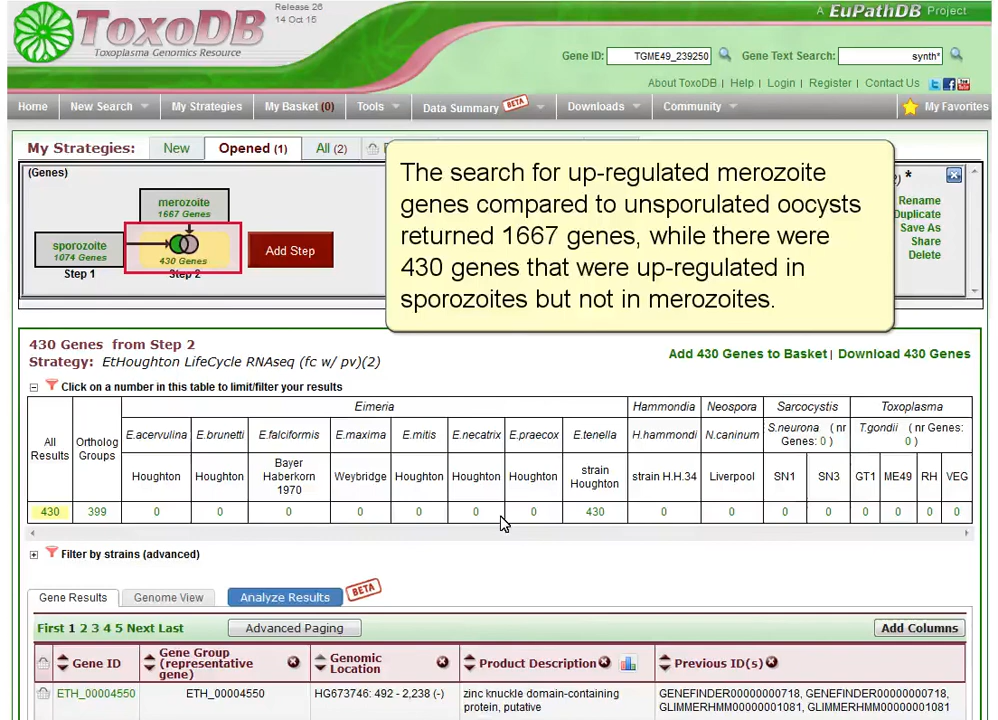 ToxoDB
Toxoplasma Genomics Resource
Release 26
14 Oct 15
A EuPathDB Project
Gene ID: TGME49_239250 Gene Text Search: synth*
About ToxoDB | Help | Login | Register | Contact Us
Home New Search My Strategies My Basket (0) Tools Data Summary BETA Downloads Community My Favorites
My Strategies: New Opened (1) All (2)
(Genes)
merozoite
1667 Genes
sporozoite
1074 Genes
430 Genes
Step 1 Step 2
Add Step
The search for up-regulated merozoite
genes compared to unsporulated oocysts
returned 1667 genes, while there were
430 genes that were up-regulated in
sporozoites but not in merozoites.
) *
Rename
Duplicate
Save As
Share
Delete
430 Genes from Step 2
Strategy: EtHoughton LifeCycle RNAseq (fc w/ pv)(2)
Add 430 Genes to Basket | Download 430 Genes
Click on a number in this table to limit/filter your results
All Results Ortholog Groups Eimeria Hammondia Neospora Sarcocystis Toxoplasma
E.acervulina E.brunetti E.falciformis E.maxima E.mitis E.necatrix E.praecox E.tenella H.hammondi N.caninum S.neurona ( nr Genes: 0 ) T.gondii ( nr Genes: 0 )
Houghton Houghton Bayer Haberkorn 1970 Weybridge Houghton Houghton Houghton strain Houghton strain H.H.34 Liverpool SN1 SN3 GT1 ME49 RH VEG
430 399 0 0 0 0 0 0 0 430 0 0 0 0 0 0 0 0
Filter by strains (advanced)
Gene Results Genome View Analyze Results BETA
First 1 2 3 4 5 Next Last Advanced Paging Add Columns
Gene ID Gene Group (representative gene) Genomic Location Product Description Previous ID(s)
ETH_00004550 ETH_00004550 HG673746: 492 - 2,238 (-) zinc knuckle domain-containing protein, putative GENEFINDER00000000718, GENEFINDER00000000718, GLIMMERHMM00000001081, GLIMMERHMM00000001081